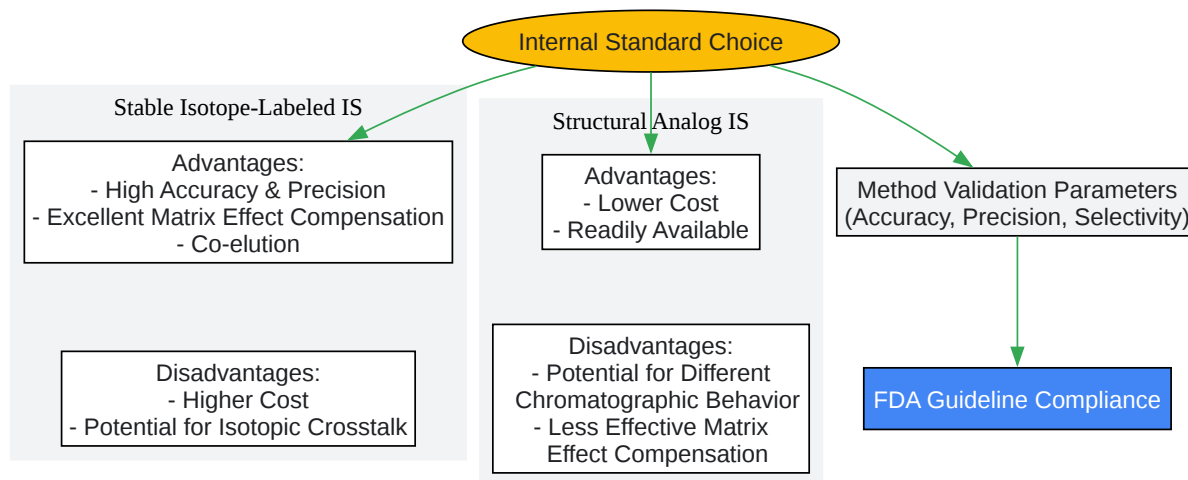 Internal Standard Choice
Stable Isotope-Labeled IS
Advantages:
- High Accuracy & Precision
- Excellent Matrix Effect Compensation
- Co-elution
Disadvantages:
- Higher Cost
- Potential for Isotopic Crosstalk
Structural Analog IS
Advantages:
- Lower Cost
- Readily Available
Disadvantages:
- Potential for Different
Chromatographic Behavior
- Less Effective Matrix
Effect Compensation
Method Validation Parameters
(Accuracy, Precision, Selectivity)
FDA Guideline Compliance